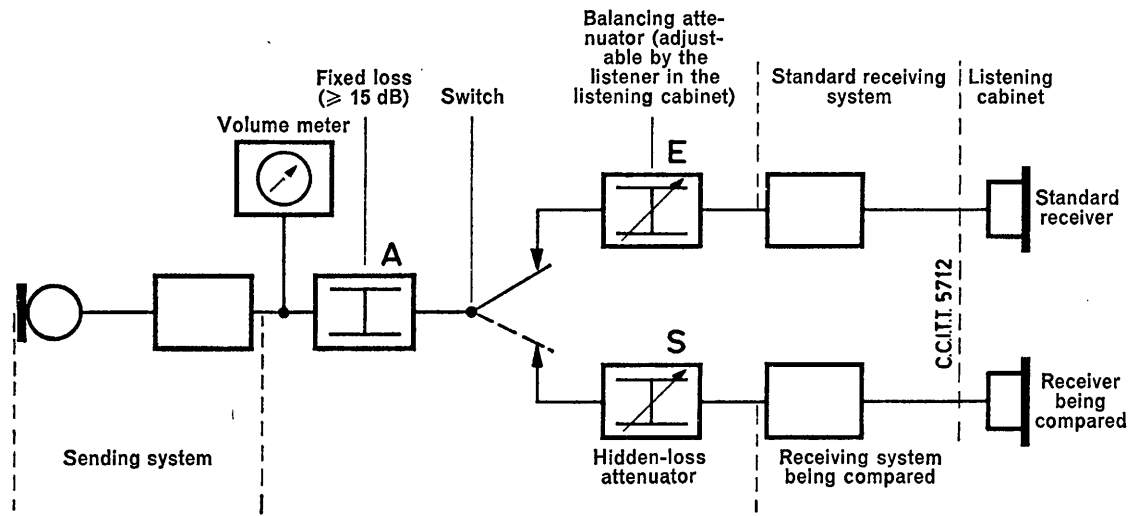 Balancing atte-
nuator (adjust-
able by the
listener in the
listening cabinet)
Fixed loss
(⩾ 15 dB)
Switch
Standard receiving
system
Listening
cabinet
Volume meter
E
Standard
receiver
A
C.C.I.T.T. 5712
S
Receiver
being
compared
Sending system
Hidden-loss
attenuator
Receiving system
being compared